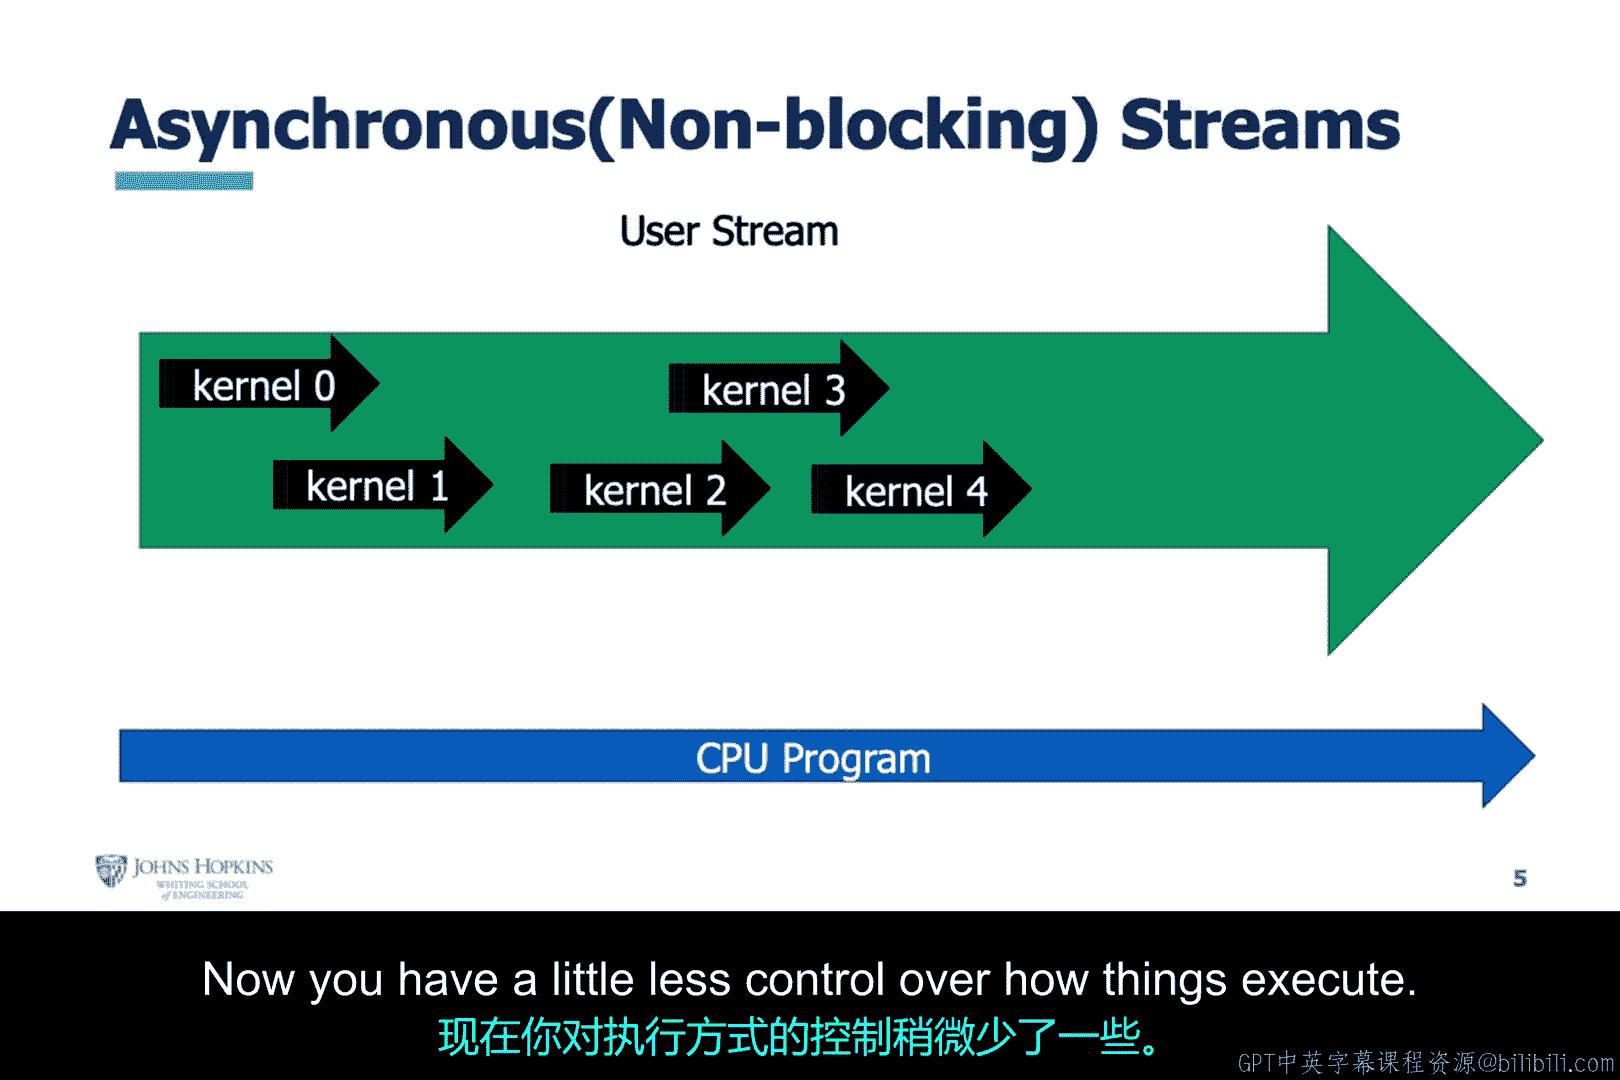 Asynchronous(Non-blocking) Streams
User Stream
kernel 0
kernel 3
kernel 1
kernel 2
kernel 4
CPU Program
JOHNS HOPKINS
WHITING SCHOOL
of ENGINEERING
5
Now you have a little less control over how things execute.
现在你对执行方式的控制稍微少了一些。
GPT中英字幕课程资源@bilibili.com